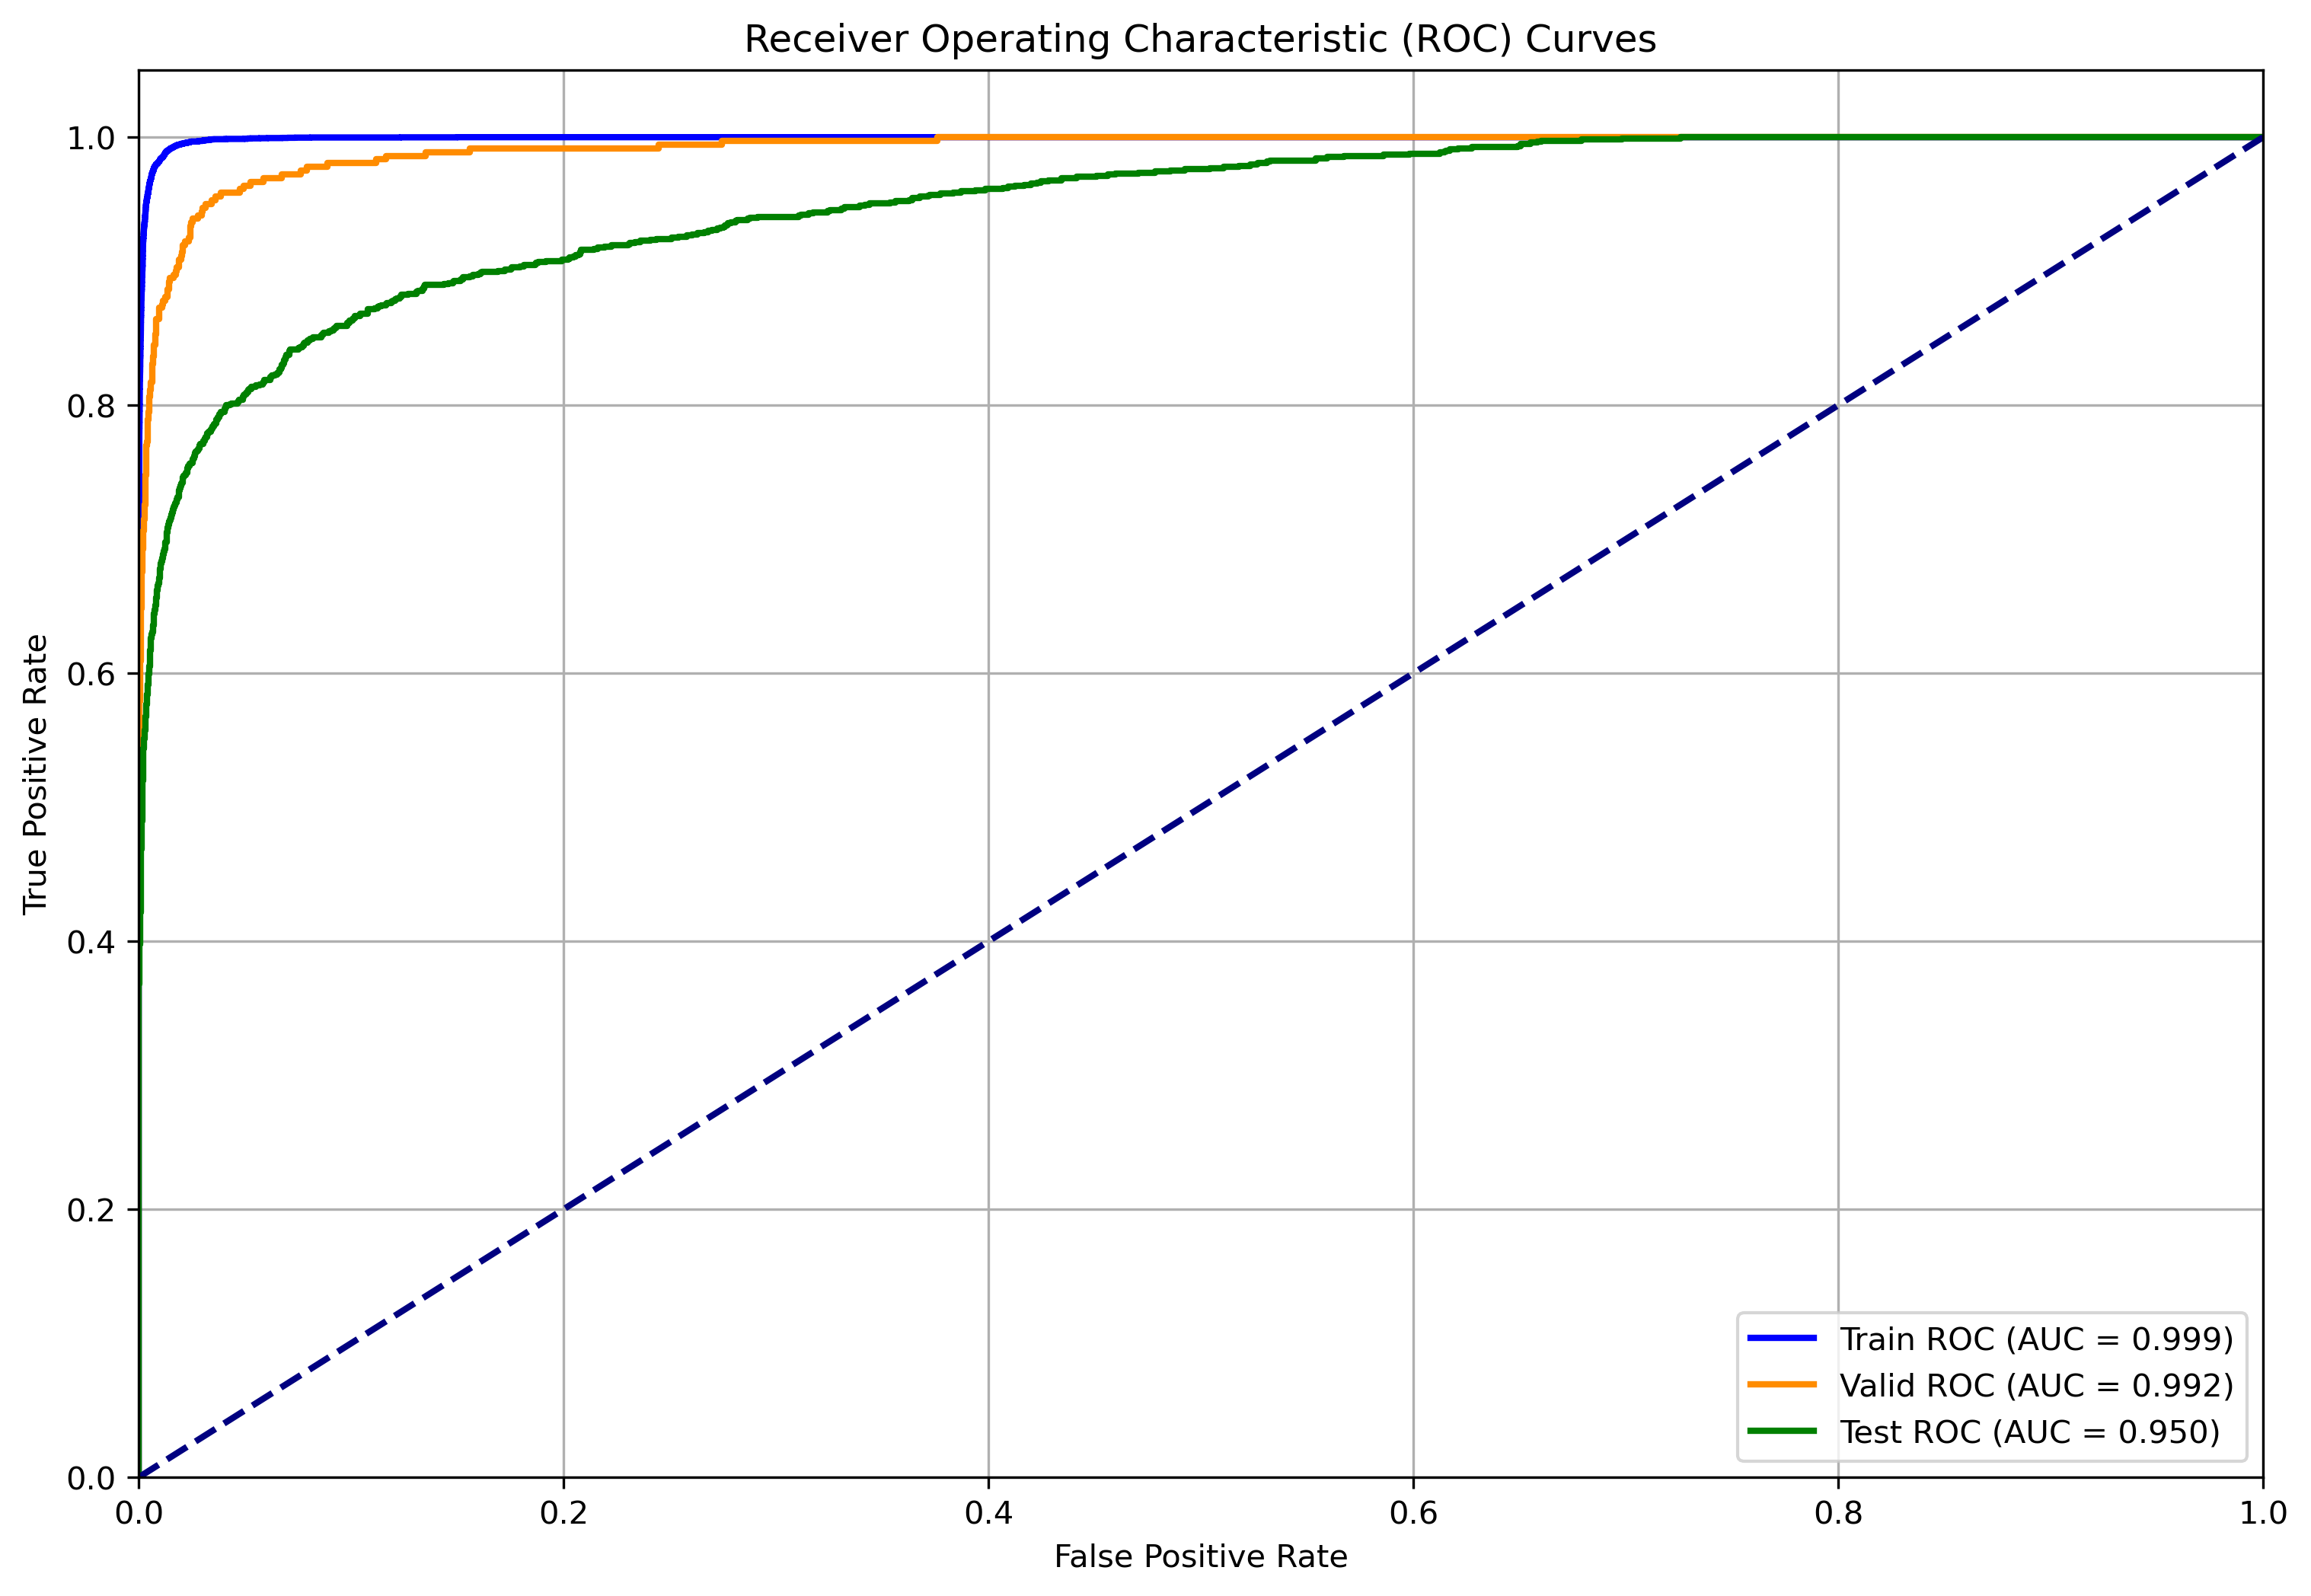 Receiver Operating Characteristic (ROC) Curves
True Positive Rate
1.0
0.8
0.6
0.4
0.2
0.0
0.0 0.2 0.4 0.6 0.8 1.0
False Positive Rate
Train ROC (AUC = 0.999)
Valid ROC (AUC = 0.992)
Test ROC (AUC = 0.950)